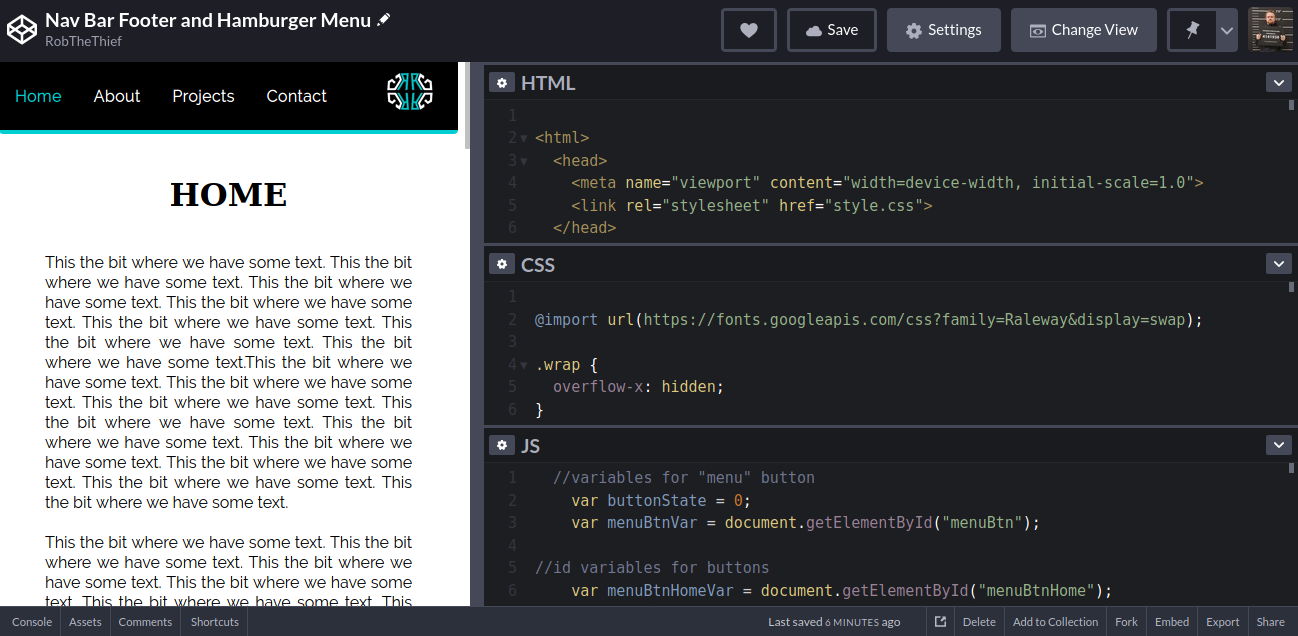 Nav Bar Footer and Hamburger Menu
RobTheThief
Save
Settings
Change View
Home About Projects Contact
HOME
This the bit where we have some text. This the bit
where we have some text. This the bit where we
have some text. This the bit where we have some
text. This the bit where we have some text. This
the bit where we have some text. This the bit
where we have some text.This the bit where we
have some text. This the bit where we have some
text. This the bit where we have some text. This
the bit where we have some text. This the bit
where we have some text. This the bit where we
have some text. This the bit where we have some
text. This the bit where we have some text. This
the bit where we have some text.
This the bit where we have some text. This the bit
where we have some text. This the bit where we
have some text. This the bit where we have some
text. This the bit where we have some text. This
HTML
1
2 <html>
3 <head>
4 <meta name="viewport" content="width=device-width, initial-scale=1.0">
5 <link rel="stylesheet" href="style.css">
6 </head>
CSS
1
2 @import url(https://fonts.googleapis.com/css?family=Raleway&display=swap);
3
4 .wrap {
5 overflow-x: hidden;
6 }
JS
1 //variables for "menu" button
2 var buttonState = 0;
3 var menuBtnVar = document.getElementById("menuBtn");
4
5 //id variables for buttons
6 var menuBtnHomeVar = document.getElementById("menuBtnHome");
Console Assets Comments Shortcuts Last saved 6 MINUTES ago Delete Add to Collection Fork Embed Export Share